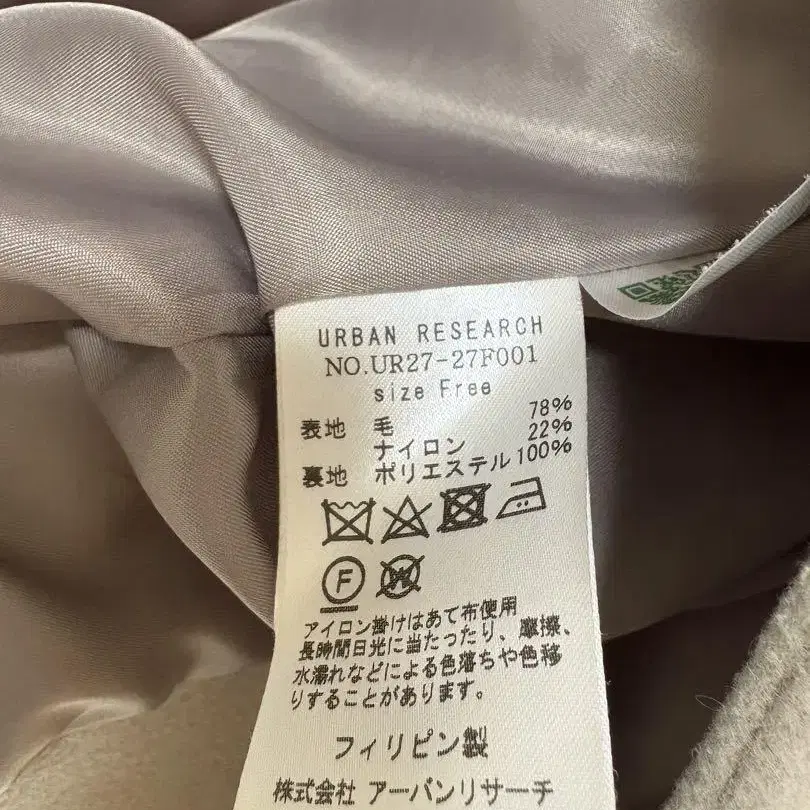 URBAN RESEARCH
NO.UR27-27F001
size Free
表地 毛 78%
ナイロン 22%
裏地 ポリエステル 100%
F
W
アイロン掛けはあて布使用
長時間日光に当たったり、摩擦、
水濡れなどによる色落ちや色移
りすることがあります。
フィリピン製
株式会社 アーバンリサーチ